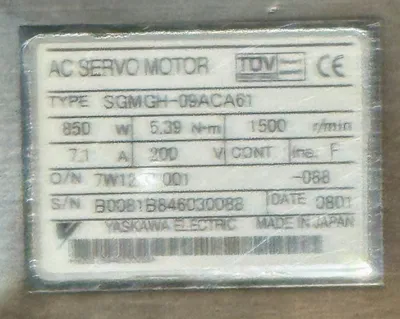 AC SERVO MOTOR TÜV CE
TYPE SGMGH-09ACA61
850 W 5.39 N·m 1500 r/min
7.1 A 200 V CONT ins. F
O/N -088
S/N B0081B846030088 DATE 0801
YASKAWA ELECTRIC MADE IN JAPAN